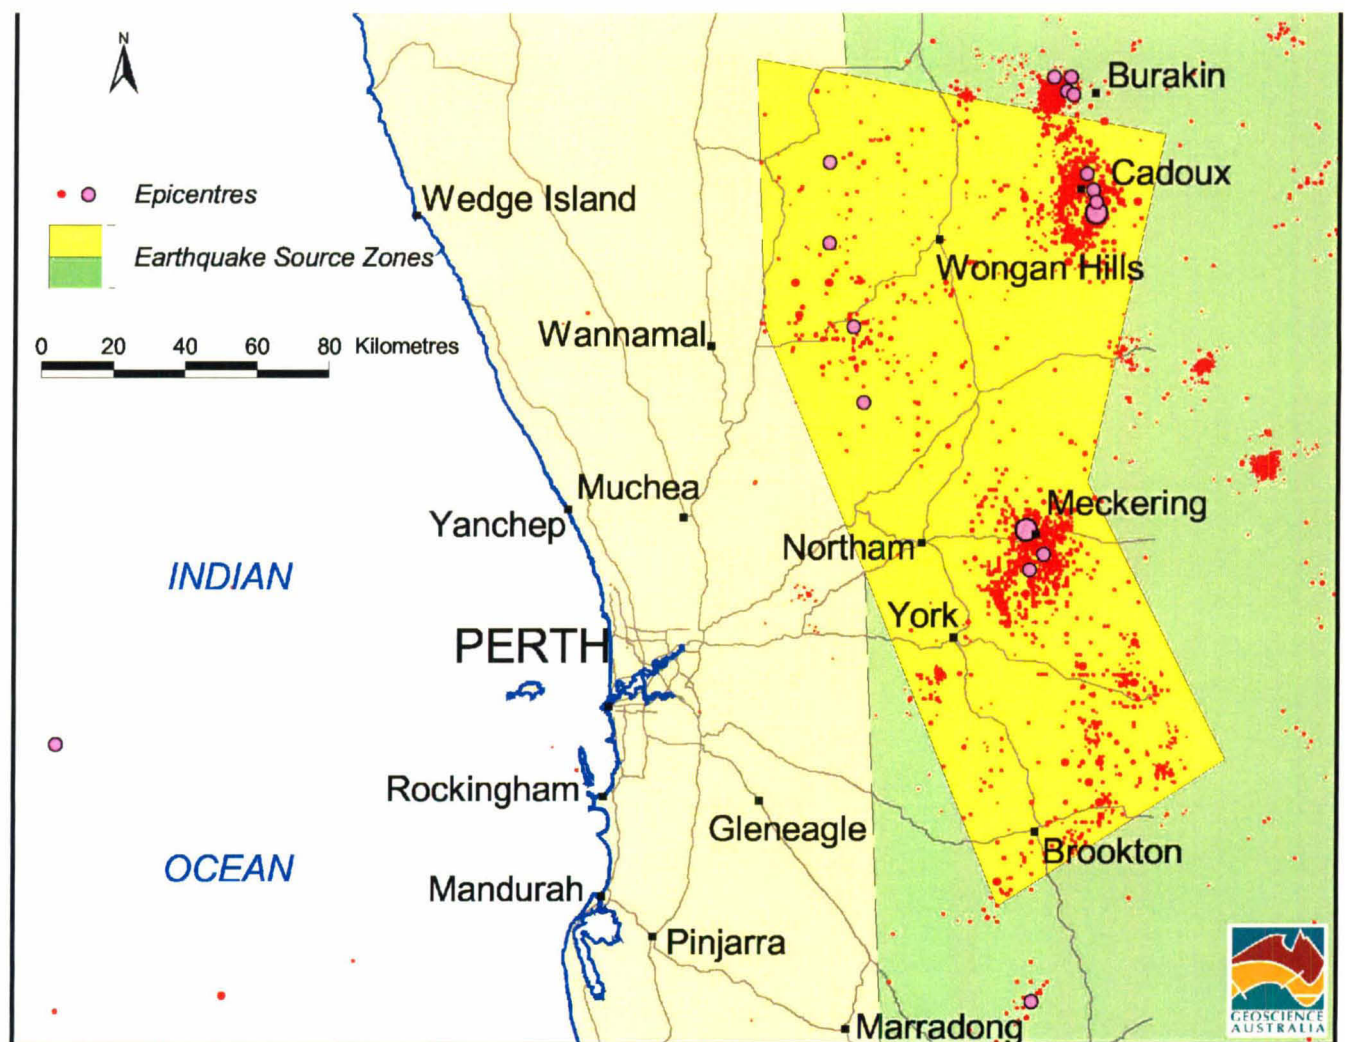 N
Burakin
Cadoux
Epicentres
Wedge Island
Earthquake Source Zones
Wongan Hills
Wannamal
0 20 40 60 80 Kilometres
Muchea
Meckering
Yanchep
Northam
INDIAN
York
PERTH
Rockingham
Gleneagle
Brookton
OCEAN
Mandurah
Pinjarra
GEOSCIENCE
AUSTRALIA
Marradong